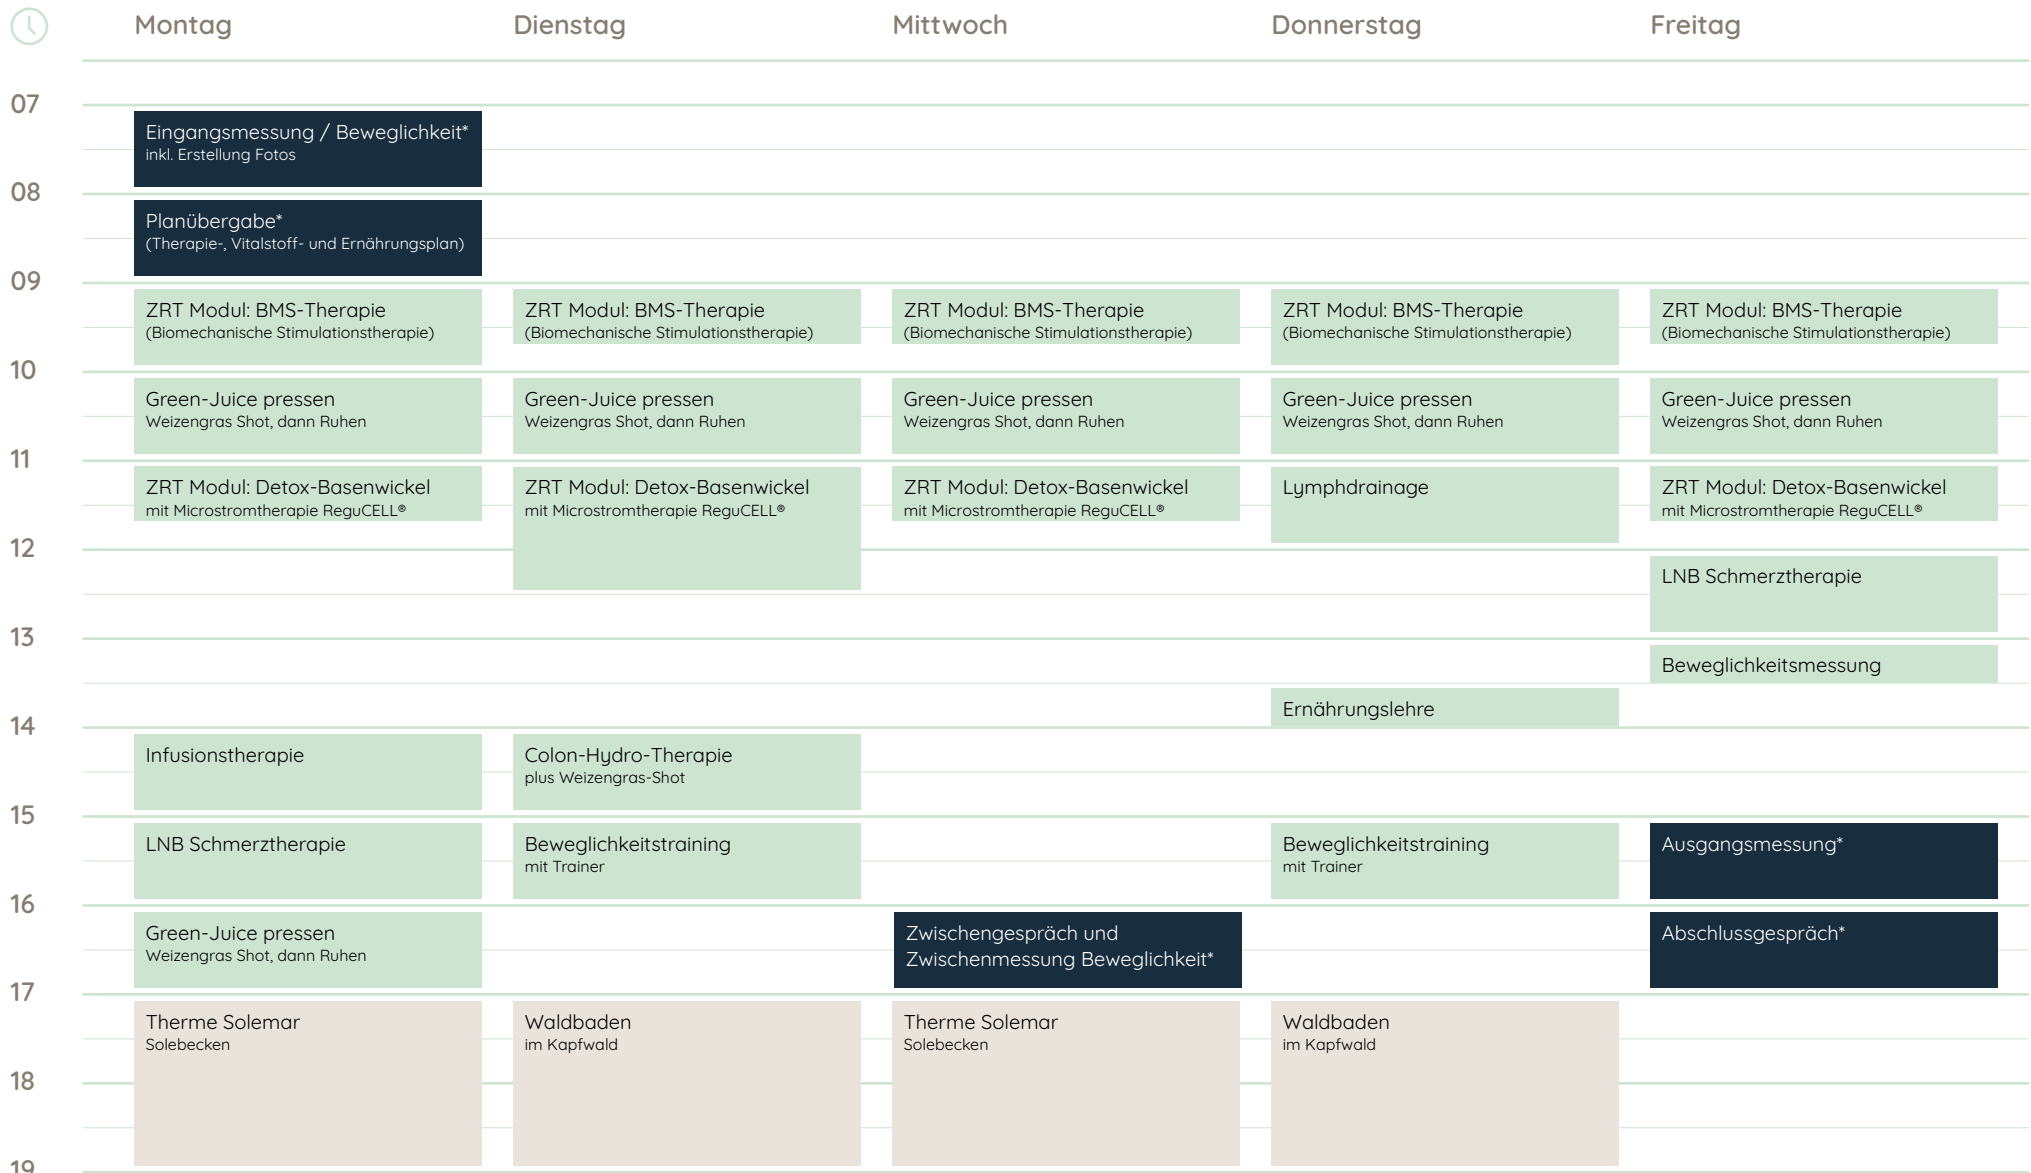 Montag
Dienstag
Mittwoch
Donnerstag
Freitag
07
Eingangsmessung / Beweglichkeit*
inkl. Erstellung Fotos
08
Planübergabe*
(Therapie-, Vitalstoff- und Ernährungsplan)
09
ZRT Modul: BMS-Therapie
(Biomechanische Stimulationstherapie)
ZRT Modul: BMS-Therapie
(Biomechanische Stimulationstherapie)
ZRT Modul: BMS-Therapie
(Biomechanische Stimulationstherapie)
ZRT Modul: BMS-Therapie
(Biomechanische Stimulationstherapie)
ZRT Modul: BMS-Therapie
(Biomechanische Stimulationstherapie)
10
Green-Juice pressen
Weizengras Shot, dann Ruhen
Green-Juice pressen
Weizengras Shot, dann Ruhen
Green-Juice pressen
Weizengras Shot, dann Ruhen
Green-Juice pressen
Weizengras Shot, dann Ruhen
Green-Juice pressen
Weizengras Shot, dann Ruhen
11
ZRT Modul: Detox-Basenwickel
mit Microstromtherapie ReguCELL®
ZRT Modul: Detox-Basenwickel
mit Microstromtherapie ReguCELL®
ZRT Modul: Detox-Basenwickel
mit Microstromtherapie ReguCELL®
Lymphdrainage
ZRT Modul: Detox-Basenwickel
mit Microstromtherapie ReguCELL®
12
LNB Schmerztherapie
13
Beweglichkeitsmessung
Ernährungslehre
14
Infusionstherapie
Colon-Hydro-Therapie
plus Weizengras-Shot
15
LNB Schmerztherapie
Beweglichkeitstraining
mit Trainer
Beweglichkeitstraining
mit Trainer
Ausgangsmessung*
16
Green-Juice pressen
Weizengras Shot, dann Ruhen
Zwischengespräch und
Zwischenmessung Beweglichkeit*
Abschlussgespräch*
17
Therme Solemar
Solebecken
Waldbaden
im Kapfwald
Therme Solemar
Solebecken
Waldbaden
im Kapfwald
18
19